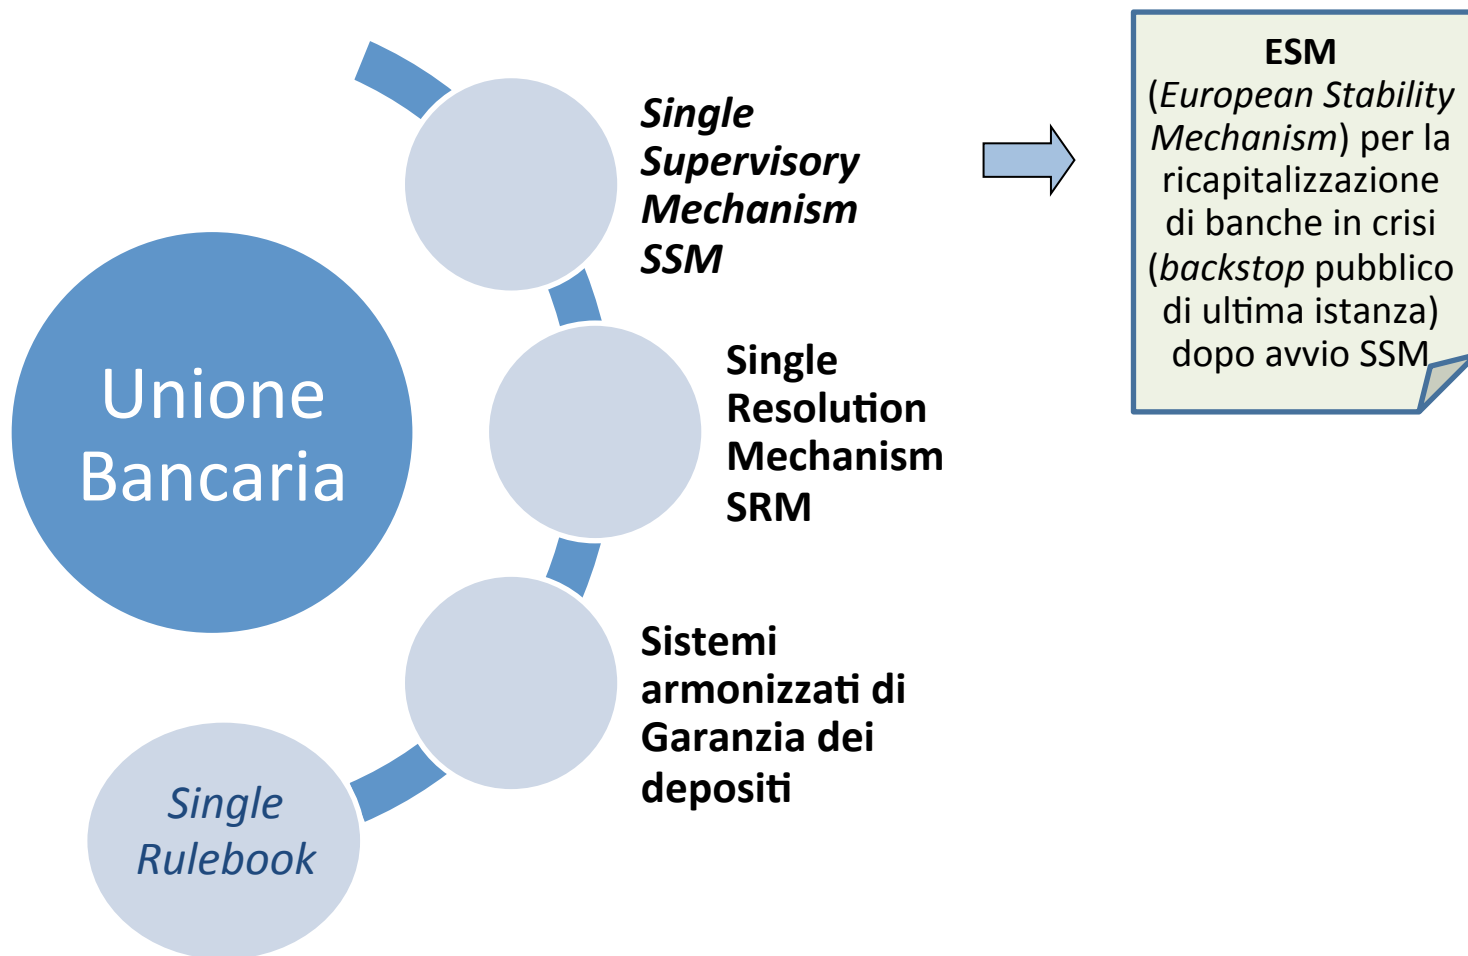 Unione
Bancaria
Single
Supervisory
Mechanism
SSM
Single
Resolution
Mechanism
SRM
Sistemi
armonizzati di
Garanzia dei
depositi
Single
Rulebook
ESM
(European Stability
Mechanism) per la
ricapitalizzazione
di banche in crisi
(backstop pubblico
di ultima istanza)
dopo avvio SSM